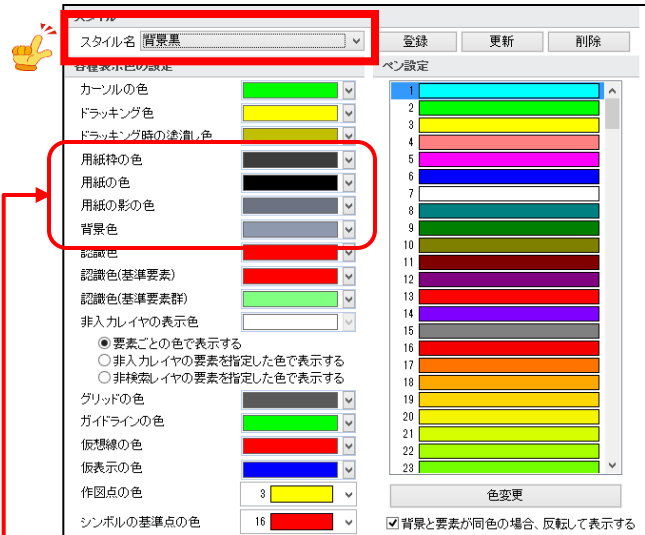 スタイル
スタイル名 背景黒 登録 更新 削除
各種表示色の設定 ペン設定
カーソルの色
ドラッキング色
ドラッキング時の塗潰し色
用紙枠の色
用紙の色
用紙の影の色
背景色
認識色
認識色(基準要素)
認識色(基準要素群)
非入力レイヤの表示色
要素ごとの色で表示する
非入力レイヤの要素を指定した色で表示する
非検索レイヤの要素を指定した色で表示する
グリッドの色
ガイドラインの色
仮想線の色
仮表示の色
作図点の色 3
シンボルの基準点の色 16
1
2
3
4
5
6
7
8
9
10
11
12
13
14
15
16
17
18
19
20
21
22
23
色変更
背景と要素が同色の場合、反転して表示する